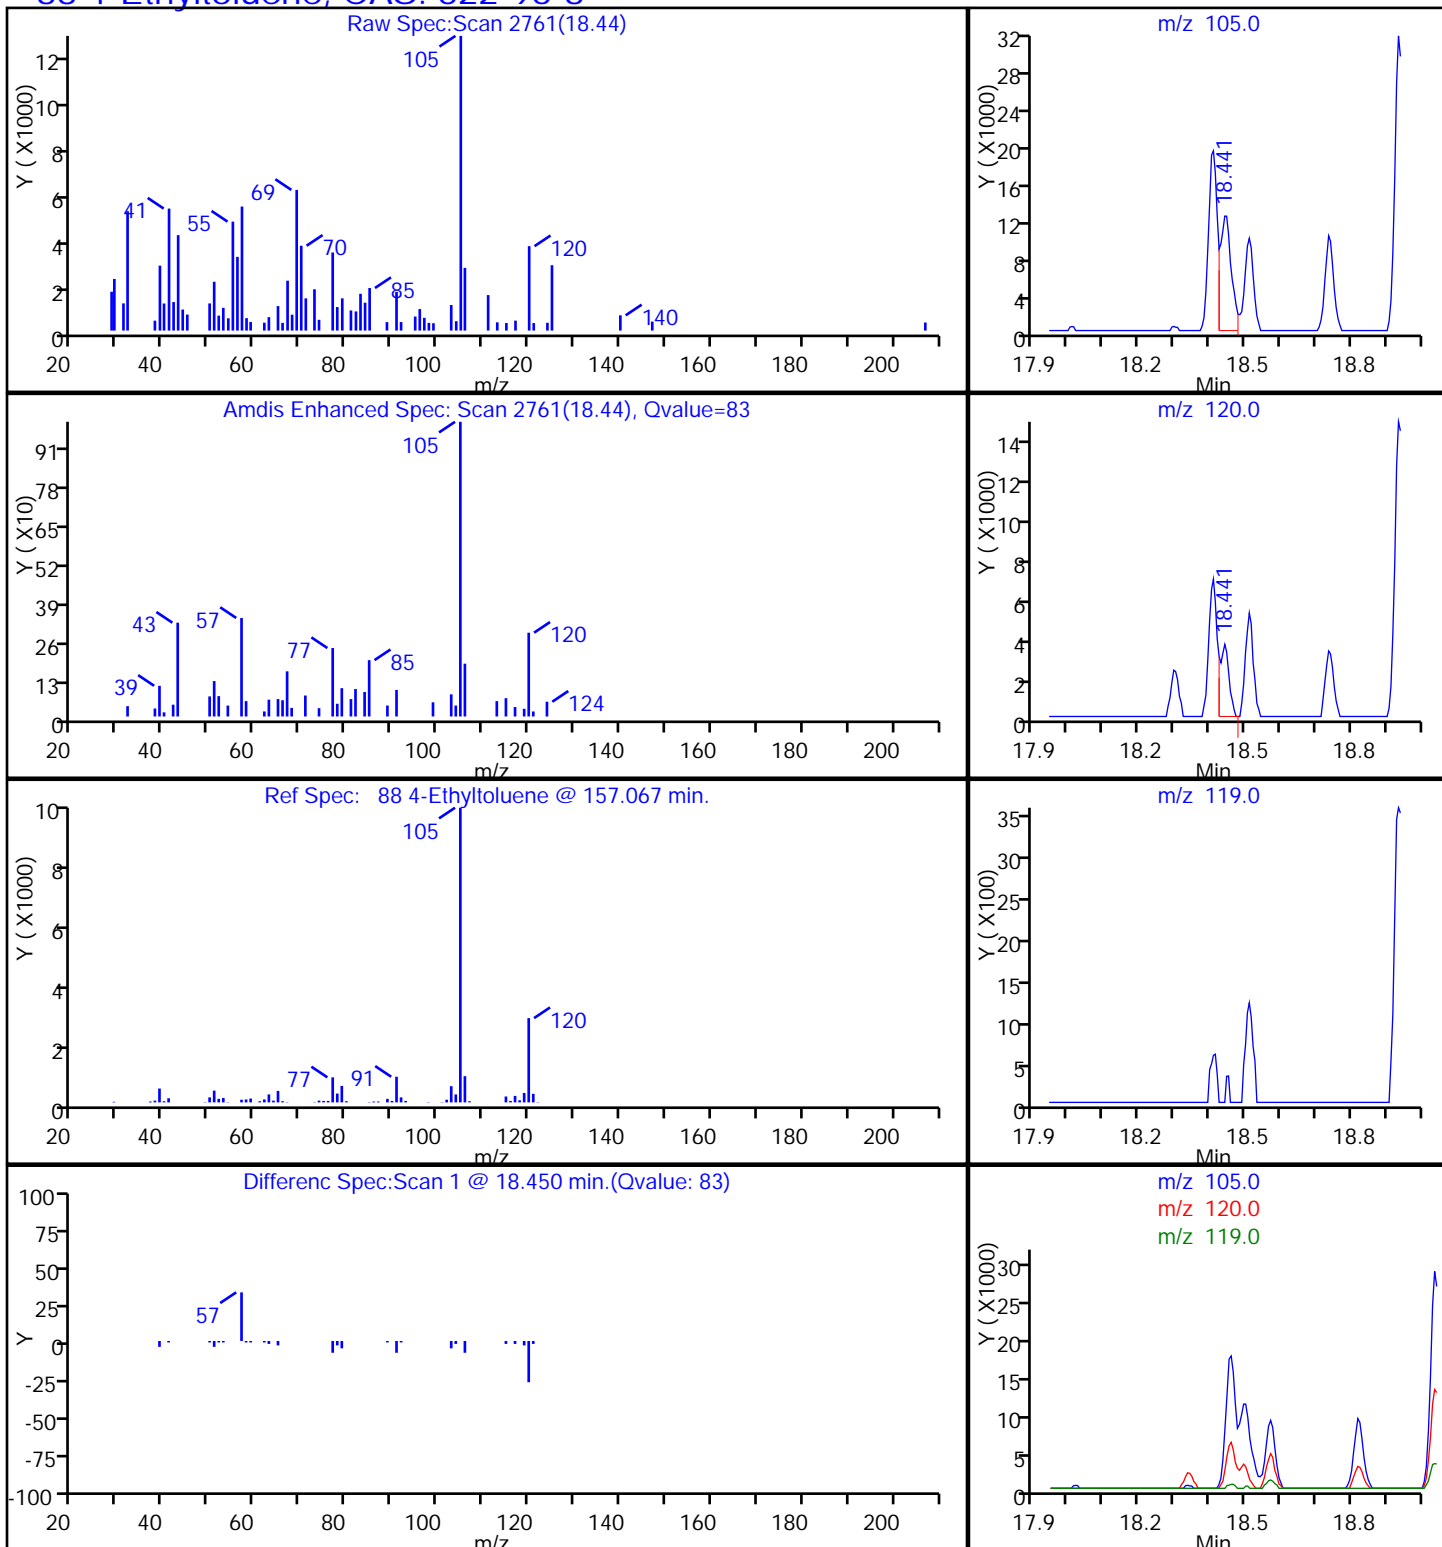 Raw Spec:Scan 2761(18.44)
Y ( X1000)
12
10
8
6
4
2
0
41
55
69
70
85
105
120
140
20 40 60 80 100 120 140 160 180 200
m/z
m/z 105.0
Y ( X1000)
32
28
24
20
16
12
8
4
0
18.441
17.9 18.2 18.5 18.8
Min
Amdis Enhanced Spec: Scan 2761(18.44), Qvalue=83
Y ( X10)
91
78
65
52
39
26
13
0
39
43
57
77
85
105
120
124
20 40 60 80 100 120 140 160 180 200
m/z
m/z 120.0
Y ( X1000)
14
12
10
8
6
4
2
0
18.441
17.9 18.2 18.5 18.8
Min
Ref Spec: 88 4-Ethyltoluene @ 157.067 min.
Y ( X1000)
10
8
6
4
2
0
77
91
105
120
20 40 60 80 100 120 140 160 180 200
m/z
m/z 119.0
Y ( X100)
35
30
25
20
15
10
5
0
17.9 18.2 18.5 18.8
Min
Differenc Spec:Scan 1 @ 18.450 min.(Qvalue: 83)
Y
100
75
50
25
0
-25
-50
-75
-100
57
20 40 60 80 100 120 140 160 180 200
m/z
m/z 105.0
m/z 120.0
m/z 119.0
Y ( X1000)
30
25
20
15
10
5
0
17.9 18.2 18.5 18.8
Min